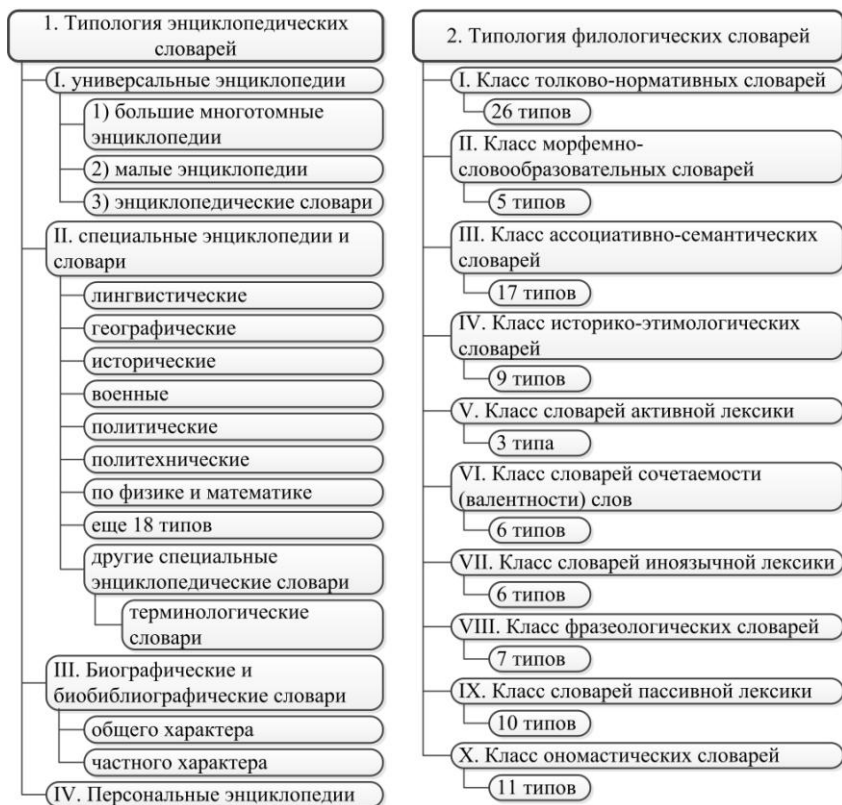 1. Типология энциклопедических
словарей
I. универсальные энциклопедии
1) большие многотомные
энциклопедии
2) малые энциклопедии
3) энциклопедические словари
II. специальные энциклопедии и
словари
лингвистические
географические
исторические
военные
политические
политехнические
по физике и математике
еще 18 типов
другие специальные
энциклопедические словари
терминологические
словари
III. Биографические и
биобиблиографические словари
общего характера
частного характера
IV. Персональные энциклопедии
2. Типология филологических словарей
I. Класс толково-нормативных словарей
26 типов
II. Класс морфемно-
словообразовательных словарей
5 типов
III. Класс ассоциативно-семантических
словарей
17 типов
IV. Класс историко-этимологических
словарей
9 типов
V. Класс словарей активной лексики
3 типа
VI. Класс словарей сочетаемости
(валентности) слов
6 типов
VII. Класс словарей иноязычной лексики
6 типов
VIII. Класс фразеологических словарей
7 типов
IX. Класс словарей пассивной лексики
10 типов
X. Класс ономастических словарей
11 типов